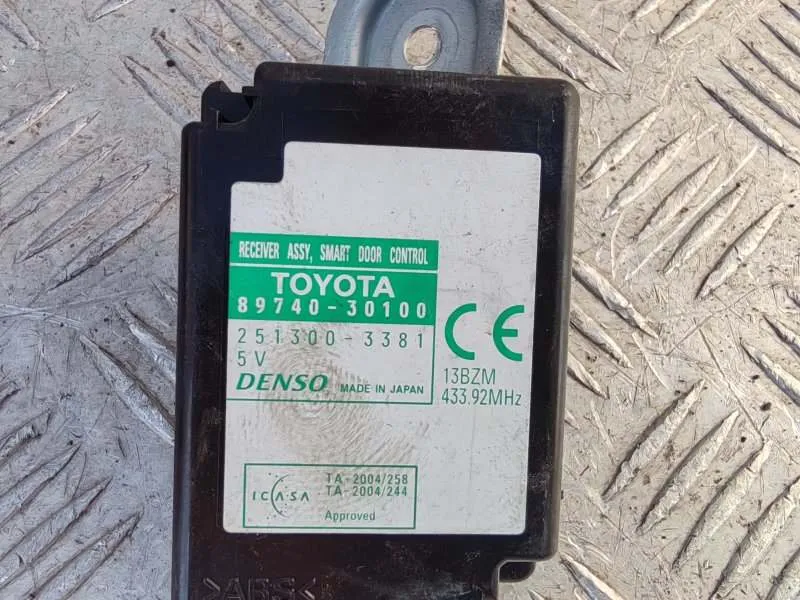 RECEIVER ASSY, SMART DOOR CONTROL
TOYOTA
89740-30100
251300-3381
5V
DENSO MADE IN JAPAN
CE
13BZM
433.92MHz
ICASA
TA-2004/258
TA-2004/244
Approved
>ABS<